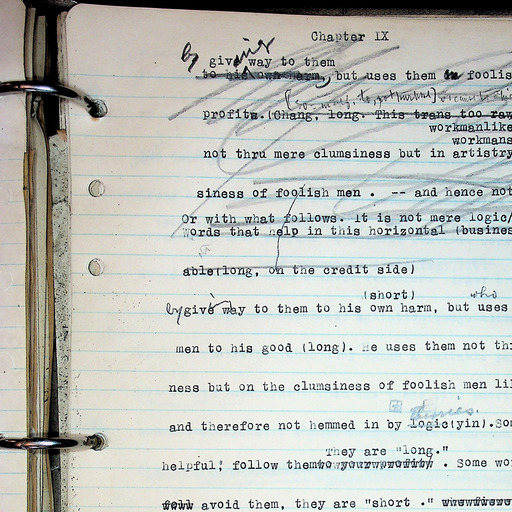 Chapter IX
by giving way to them
to his own harm, but uses them in foolis
profits. (Chang, long. This trans too raw
workmanlike
workmans
not thru mere clumsiness but in artistry
siness of foolish men . -- and hence not
Or with what follows. It is not mere logic/
words that help in this horizontal (busines
able(long, on the credit side)
(short) who
by give way to them to his own harm, but uses
men to his good (long). He uses them not th
ness but on the clumsiness of foolish men li
and therefore not hemmed in by logic(yin).So
They are "long."
helpful; follow them to your profit . Some wo
avoid them, they are "short ."